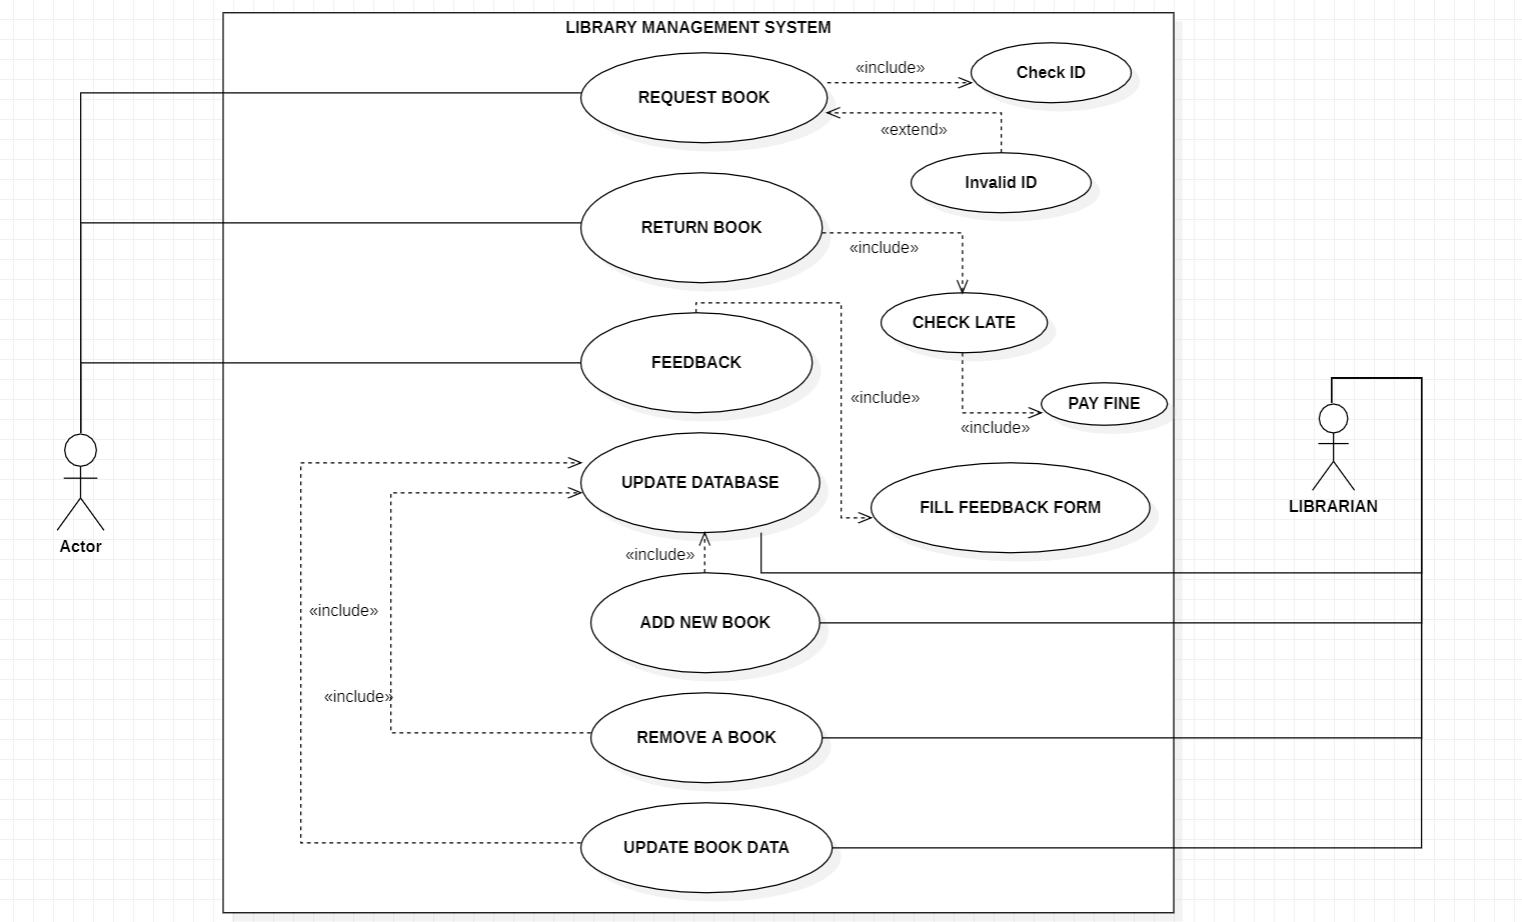 LIBRARY MANAGEMENT SYSTEM
«include»
Check ID
REQUEST BOOK
«extend»
Invalid ID
RETURN BOOK
«include»
CHECK LATE
FEEDBACK
«include»
PAY FINE
«include»
UPDATE DATABASE
FILL FEEDBACK FORM
LIBRARIAN
Actor
«include»
«include»
ADD NEW BOOK
«include»
REMOVE A BOOK
UPDATE BOOK DATA